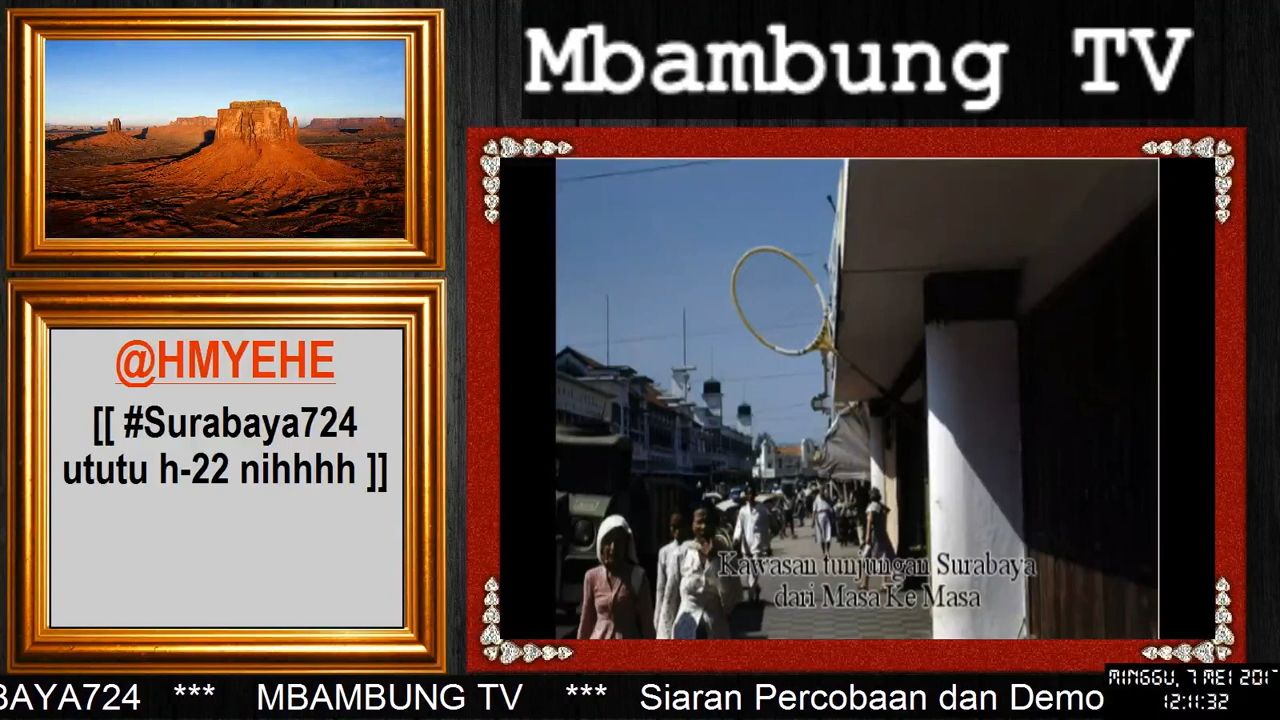 Mbambung TV
@HMYEHE
[[ #Surabaya724
ututu h-22 nihhhh ]]
Kawasan tunjungan Surabaya
dari Masa Ke Masa
BAYA724 *** MBAMBUNG TV *** Siaran Percobaan dan Demo
MINGGU, 7 MEI 2017
12:11:32